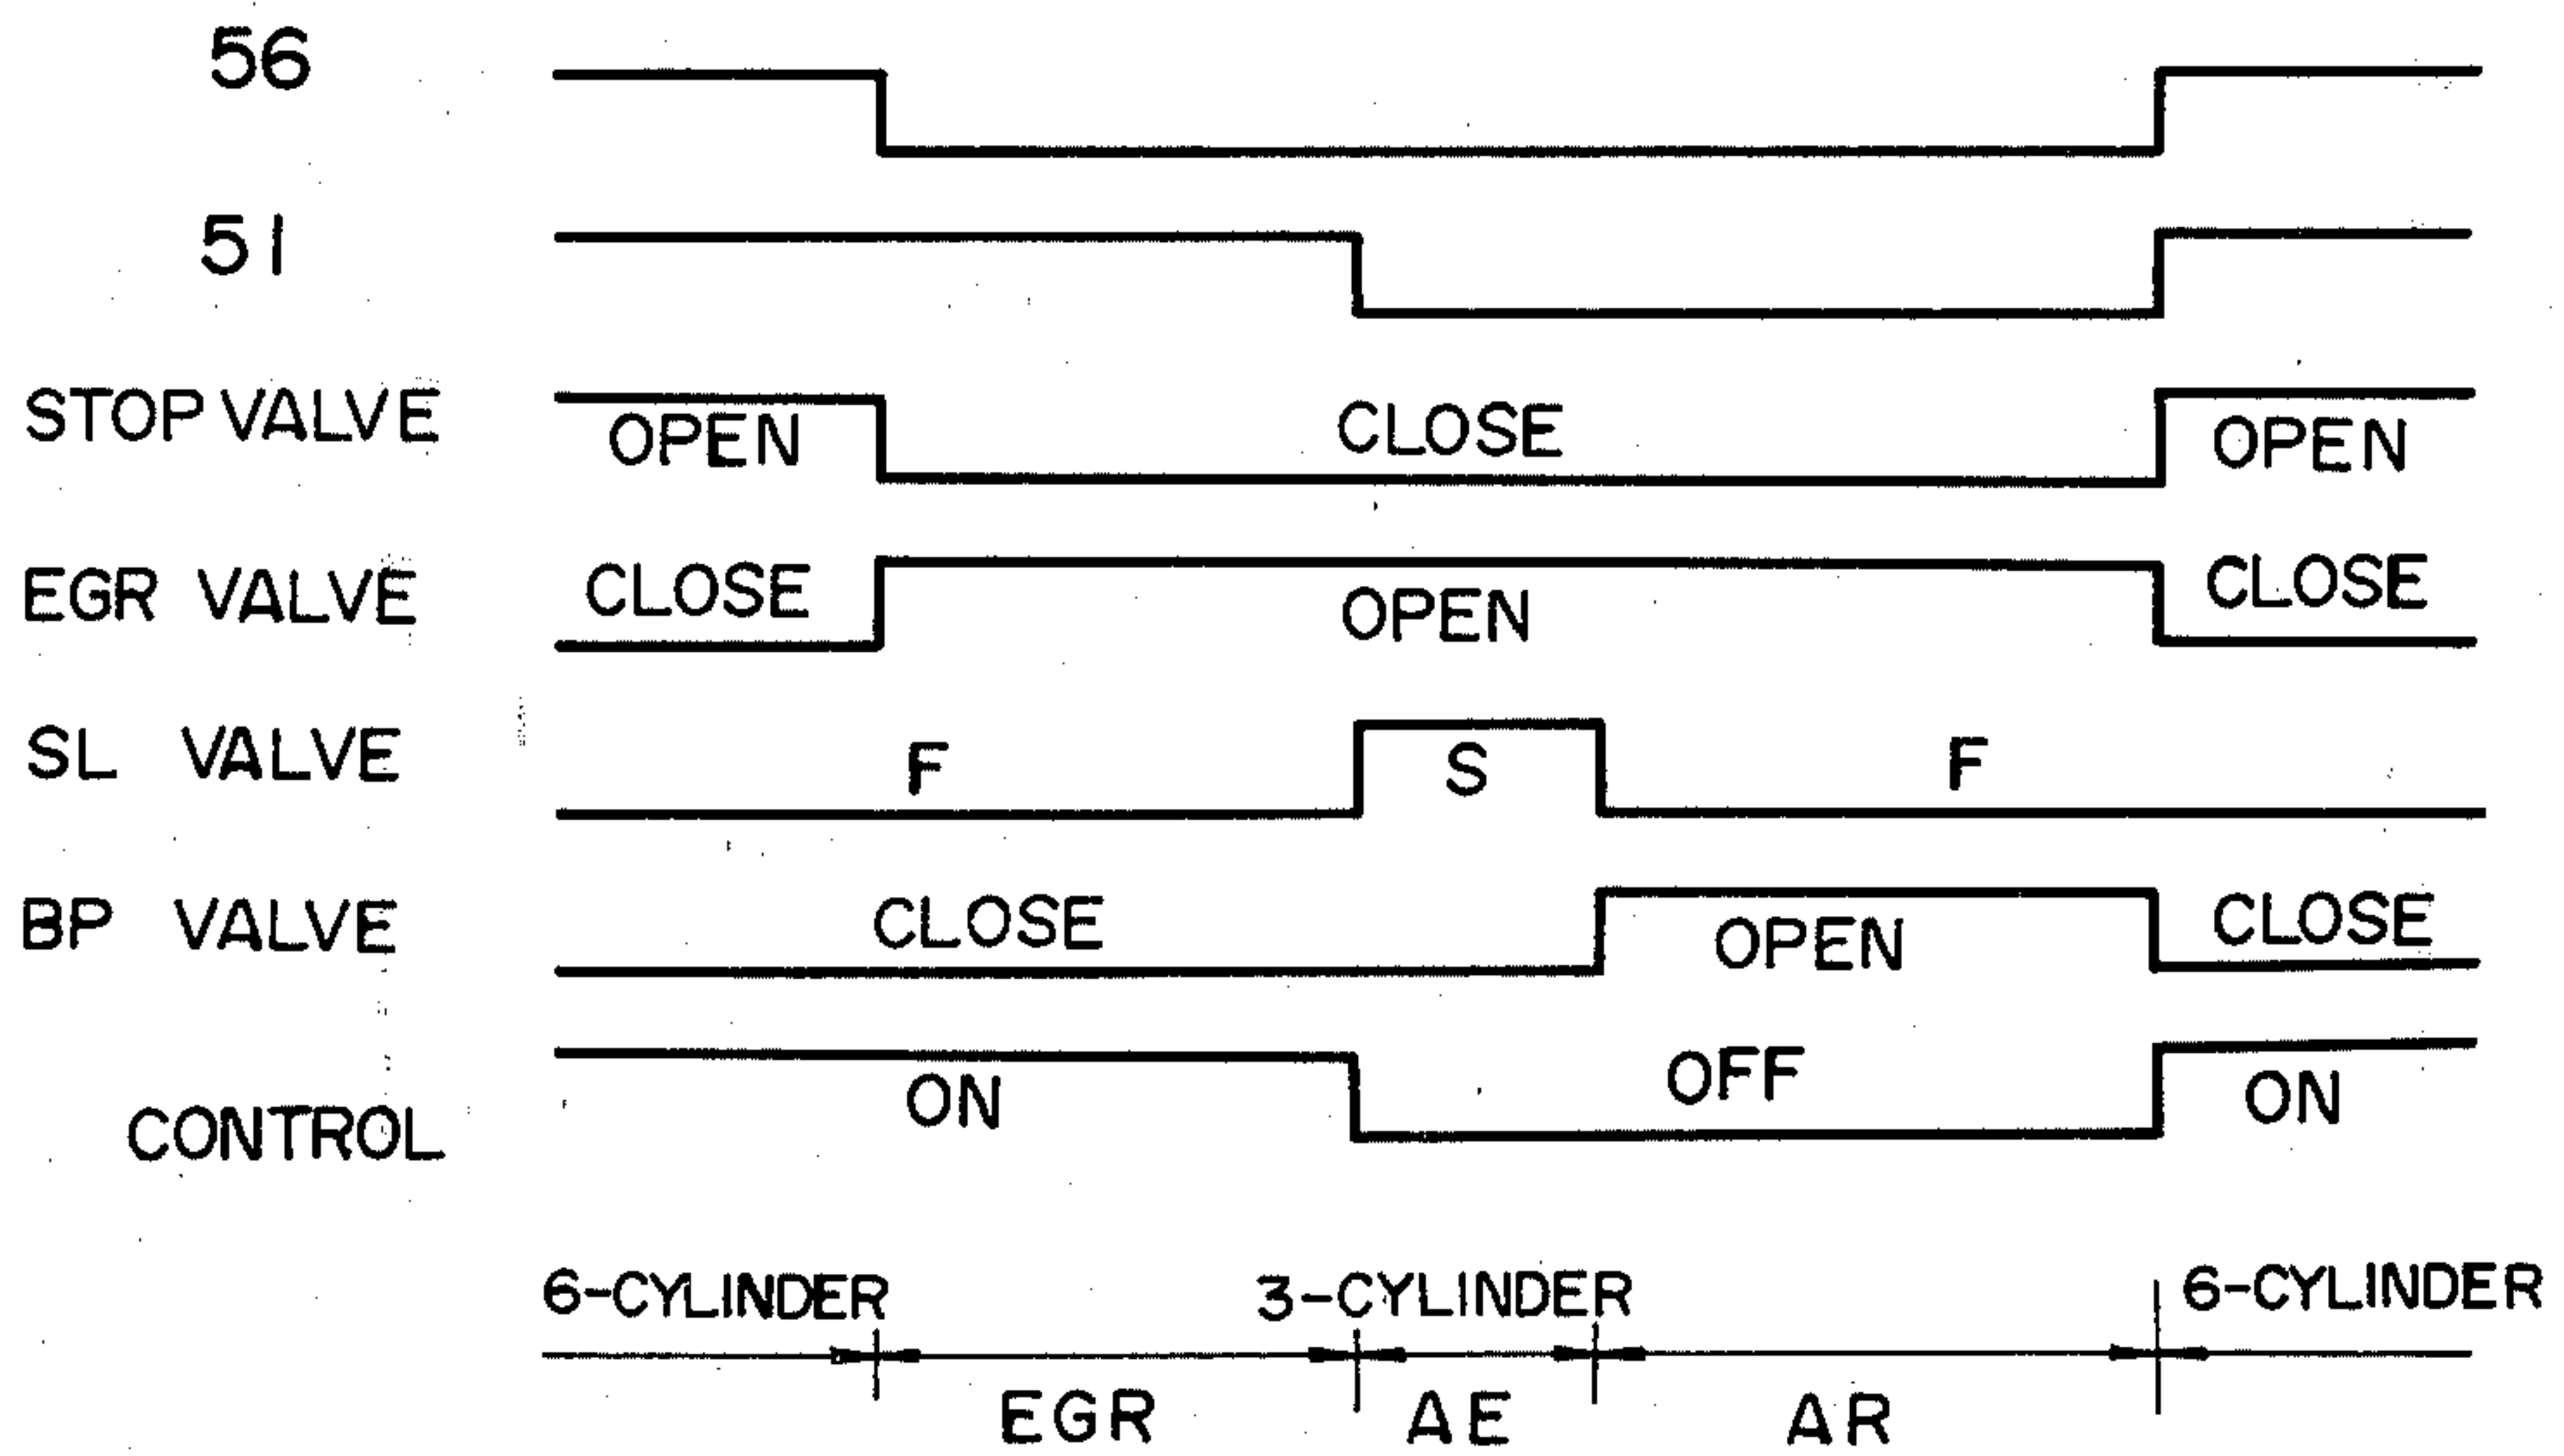 56
51
STOP VALVE OPEN CLOSE OPEN
EGR VALVE CLOSE OPEN CLOSE
SL VALVE F S F
BP VALVE CLOSE OPEN CLOSE
CONTROL ON OFF ON
6-CYLINDER 3-CYLINDER 6-CYLINDER
EGR AE AR